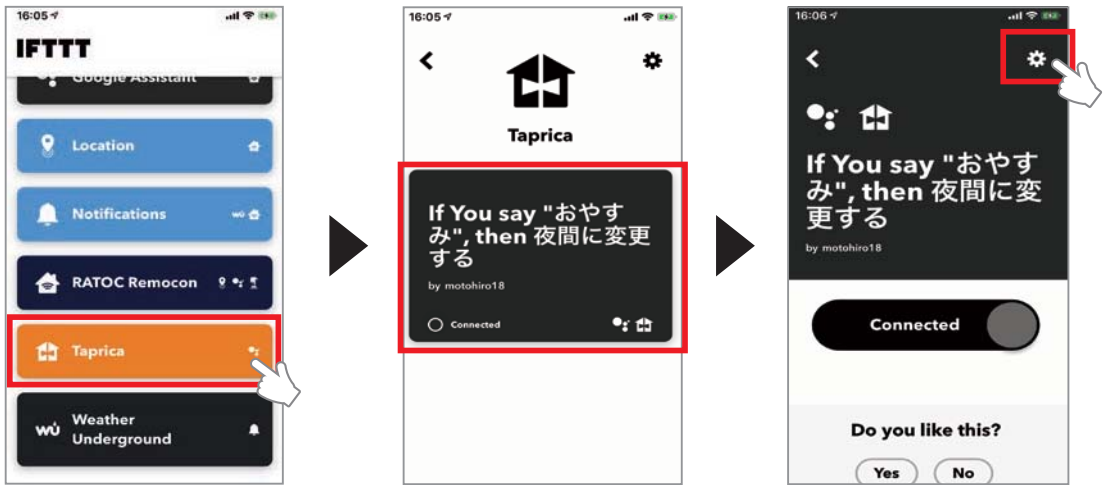 16:05
IFTTT
Google Assistant
Location
Notifications
RATOC Remocon
Taprica
wu Weather
Underground
16:05
Taprica
If You say "おやす
み", then 夜間に変更
する
by motohiro18
Connected
16:06
If You say "おやす
み", then 夜間に変
更する
by motohiro18
Connected
Do you like this?
Yes No